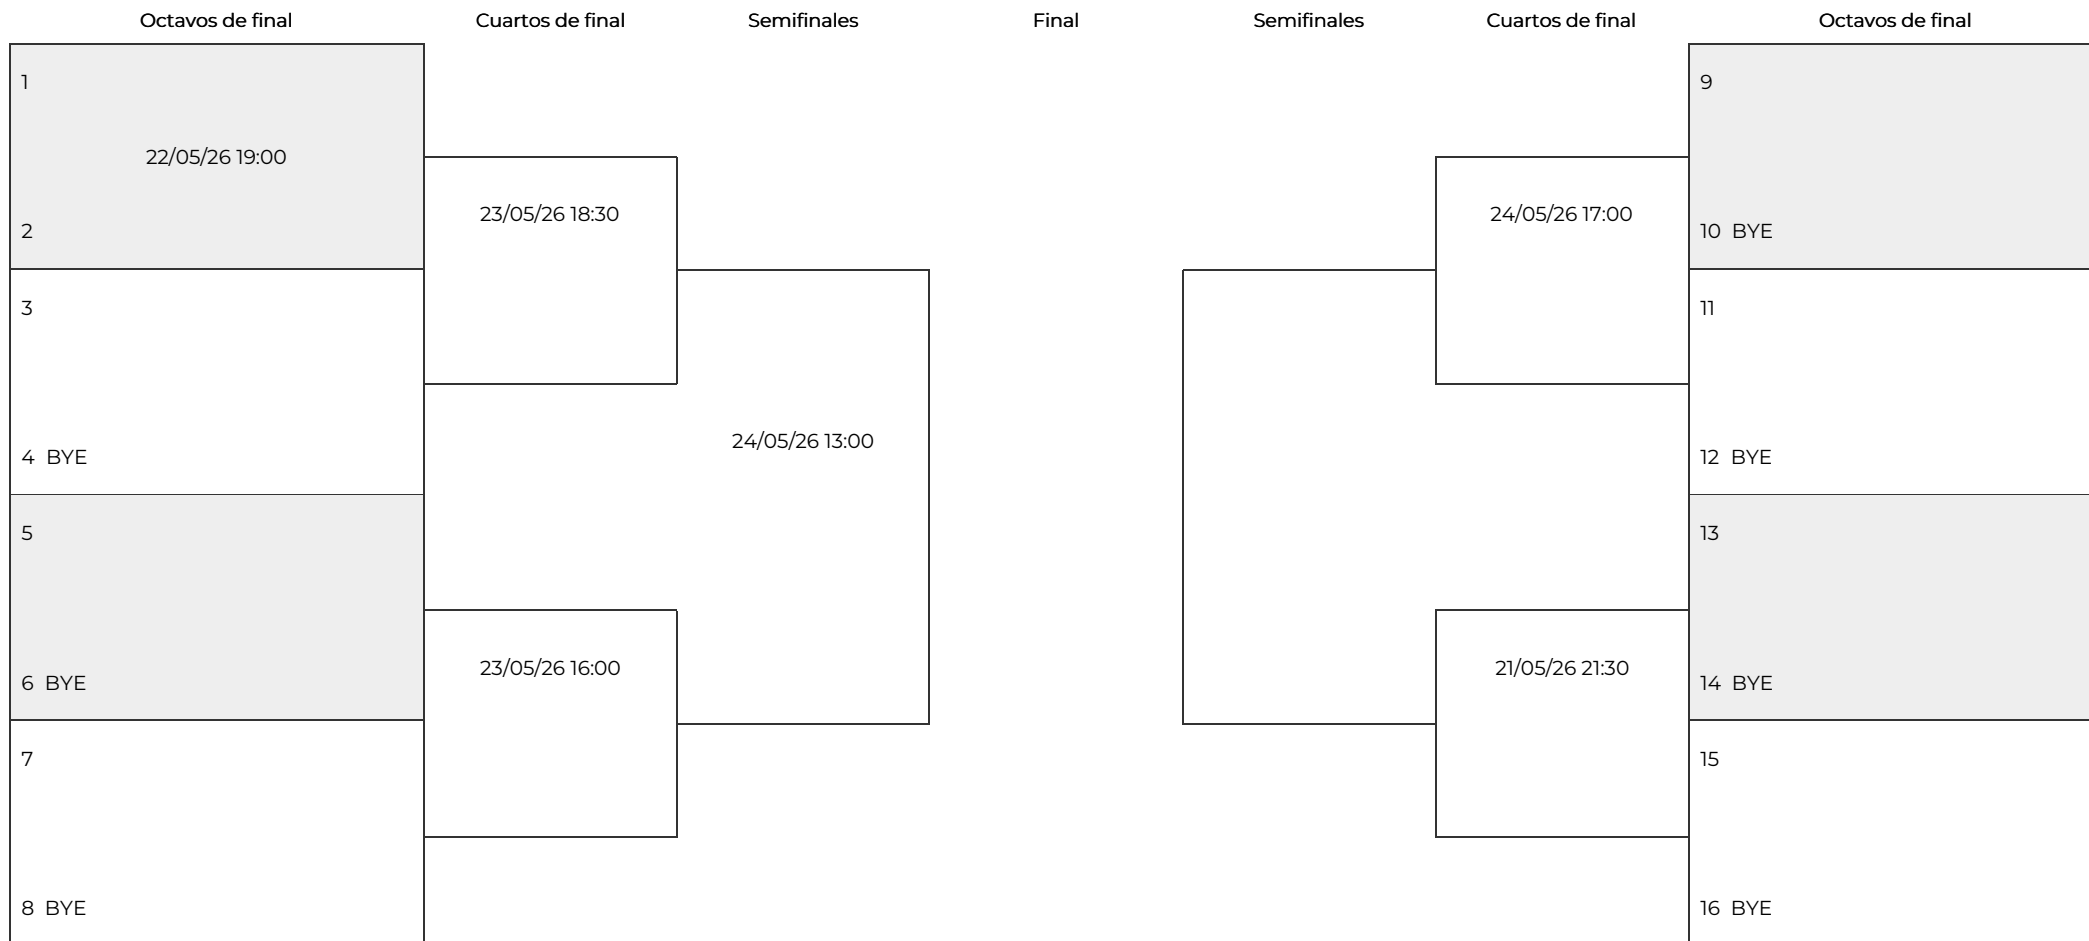 Octavos de final
Cuartos de final
Semifinales
Final
Semifinales
Cuartos de final
Octavos de final
1
22/05/26 19:00
2
3
4 BYE
5
6 BYE
7
8 BYE
23/05/26 18:30
23/05/26 16:00
24/05/26 13:00
24/05/26 17:00
21/05/26 21:30
9
10 BYE
11
12 BYE
13
14 BYE
15
16 BYE